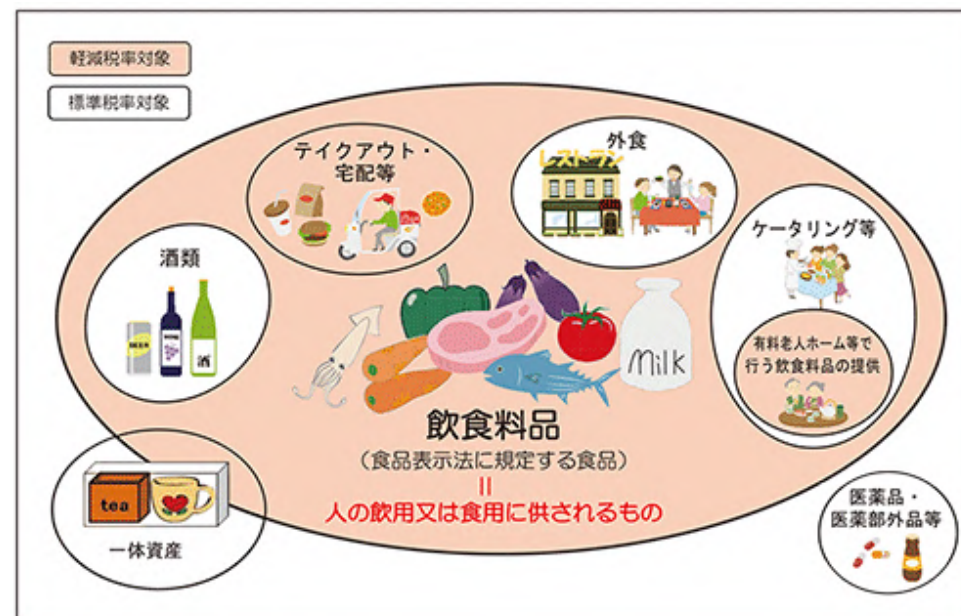 軽減税率対象
標準税率対象
テイクアウト・
宅配等
外食
レストラン
ケータリング等
酒類
酒
有料老人ホーム等で
行う飲食料品の提供
Milk
飲食料品
（食品表示法に規定する食品）
＝
人の飲用又は食用に供されるもの
tea
一体資産
医薬品・
医薬部外品等